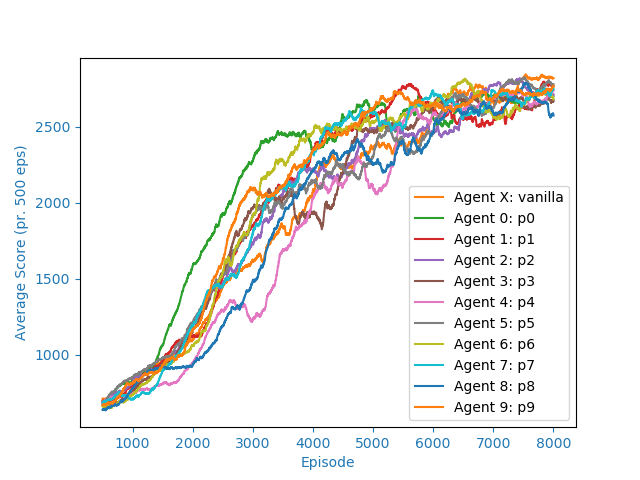 Average Score (pr. 500 eps)
2500
2000
1500
1000
Agent X: vanilla
Agent 0: p0
Agent 1: p1
Agent 2: p2
Agent 3: p3
Agent 4: p4
Agent 5: p5
Agent 6: p6
Agent 7: p7
Agent 8: p8
Agent 9: p9
1000 2000 3000 4000 5000 6000 7000 8000
Episode